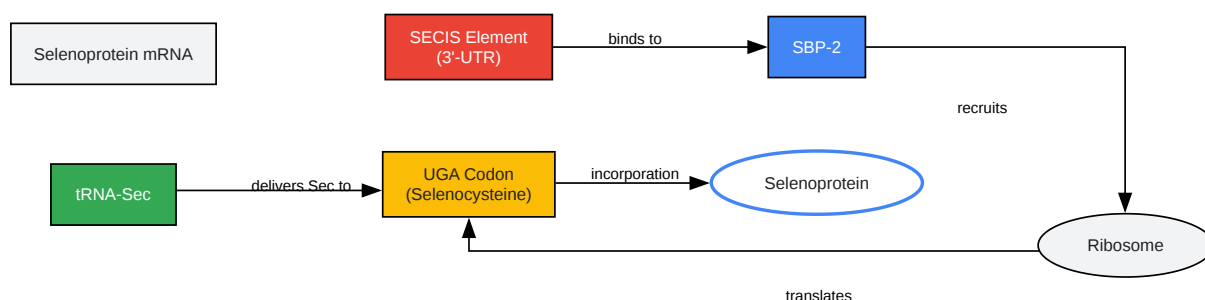 Selenoprotein mRNA
SECIS Element
(3'-UTR)
binds to
SBP-2
recruits
tRNA-Sec
delivers Sec to
UGA Codon
(Selenocysteine)
incorporation
Selenoprotein
Ribosome
translates